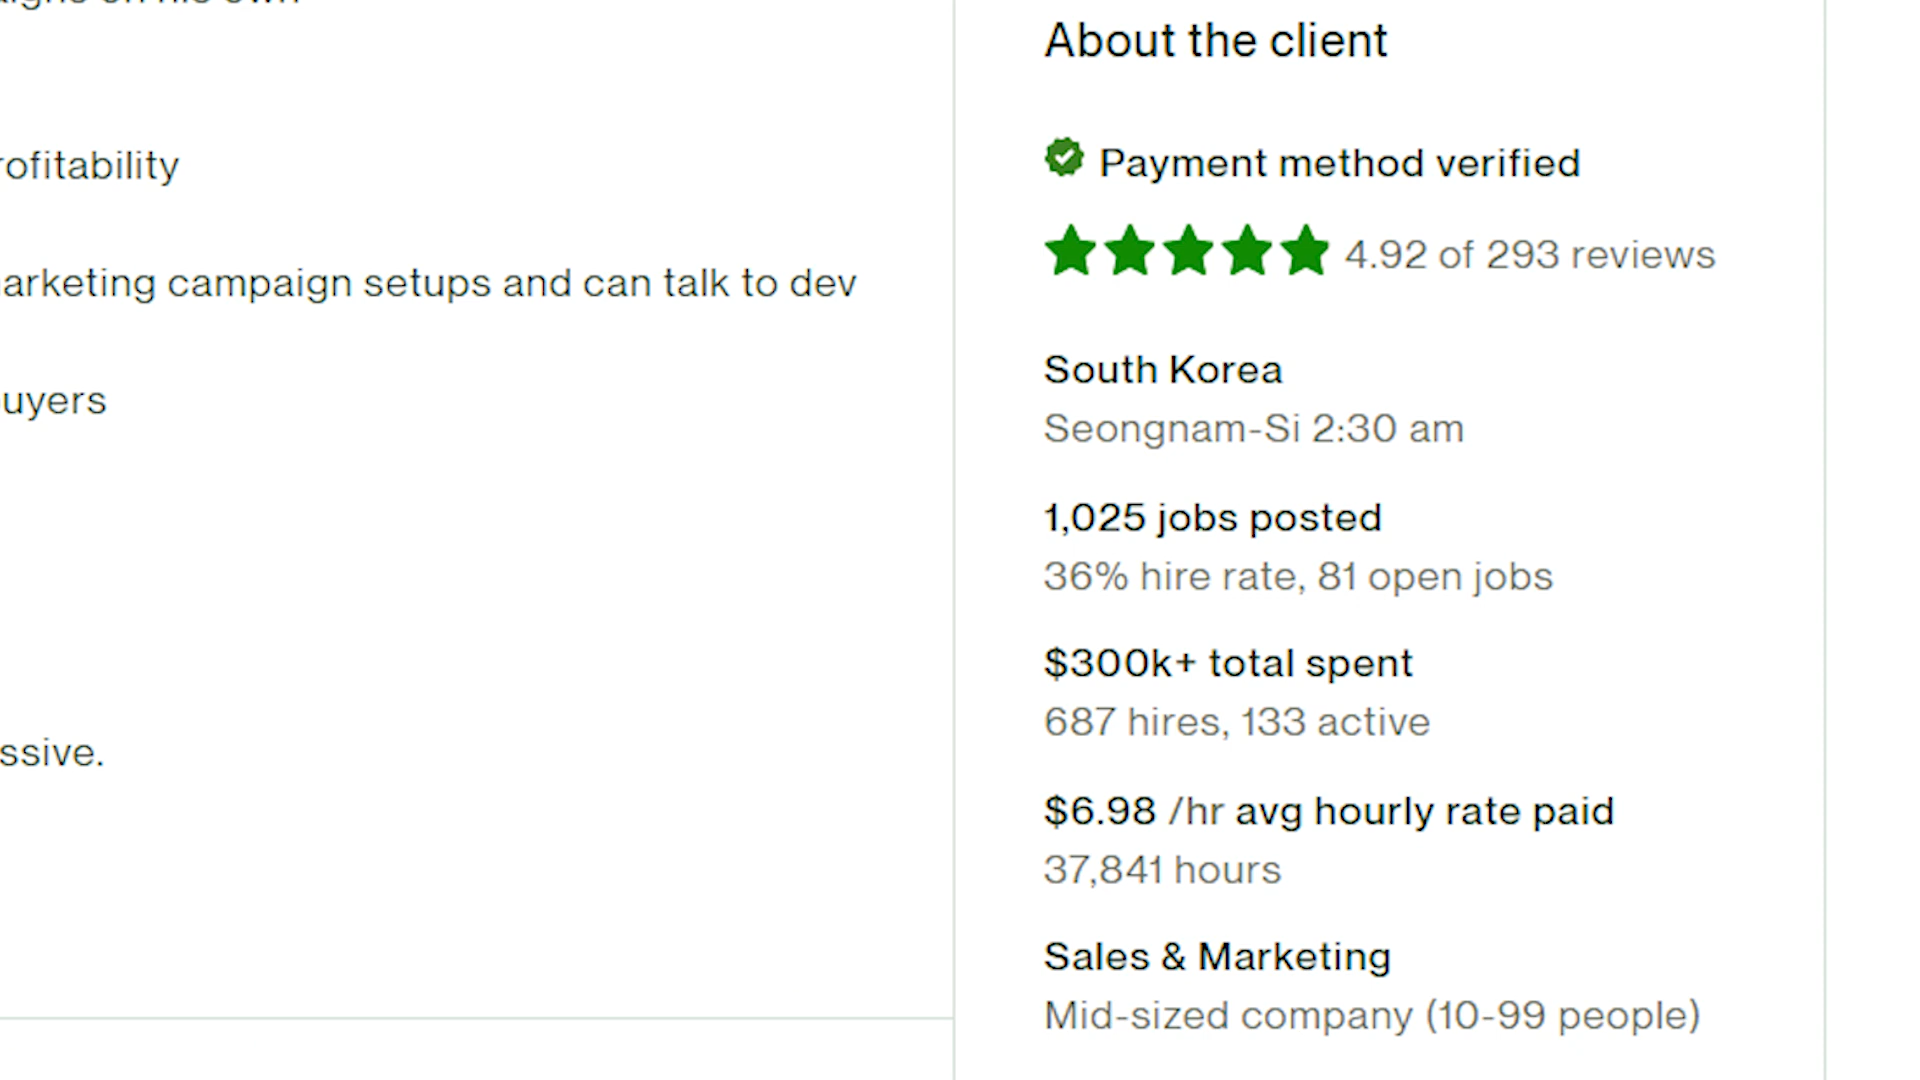 on his own
rofitability
arketing campaign setups and can talk to dev
uyers
ssive.
About the client
Payment method verified
4.92 of 293 reviews
South Korea
Seongnam-Si 2:30 am
1,025 jobs posted
36% hire rate, 81 open jobs
$300k+ total spent
687 hires, 133 active
$6.98 /hr avg hourly rate paid
37,841 hours
Sales & Marketing
Mid-sized company (10-99 people)